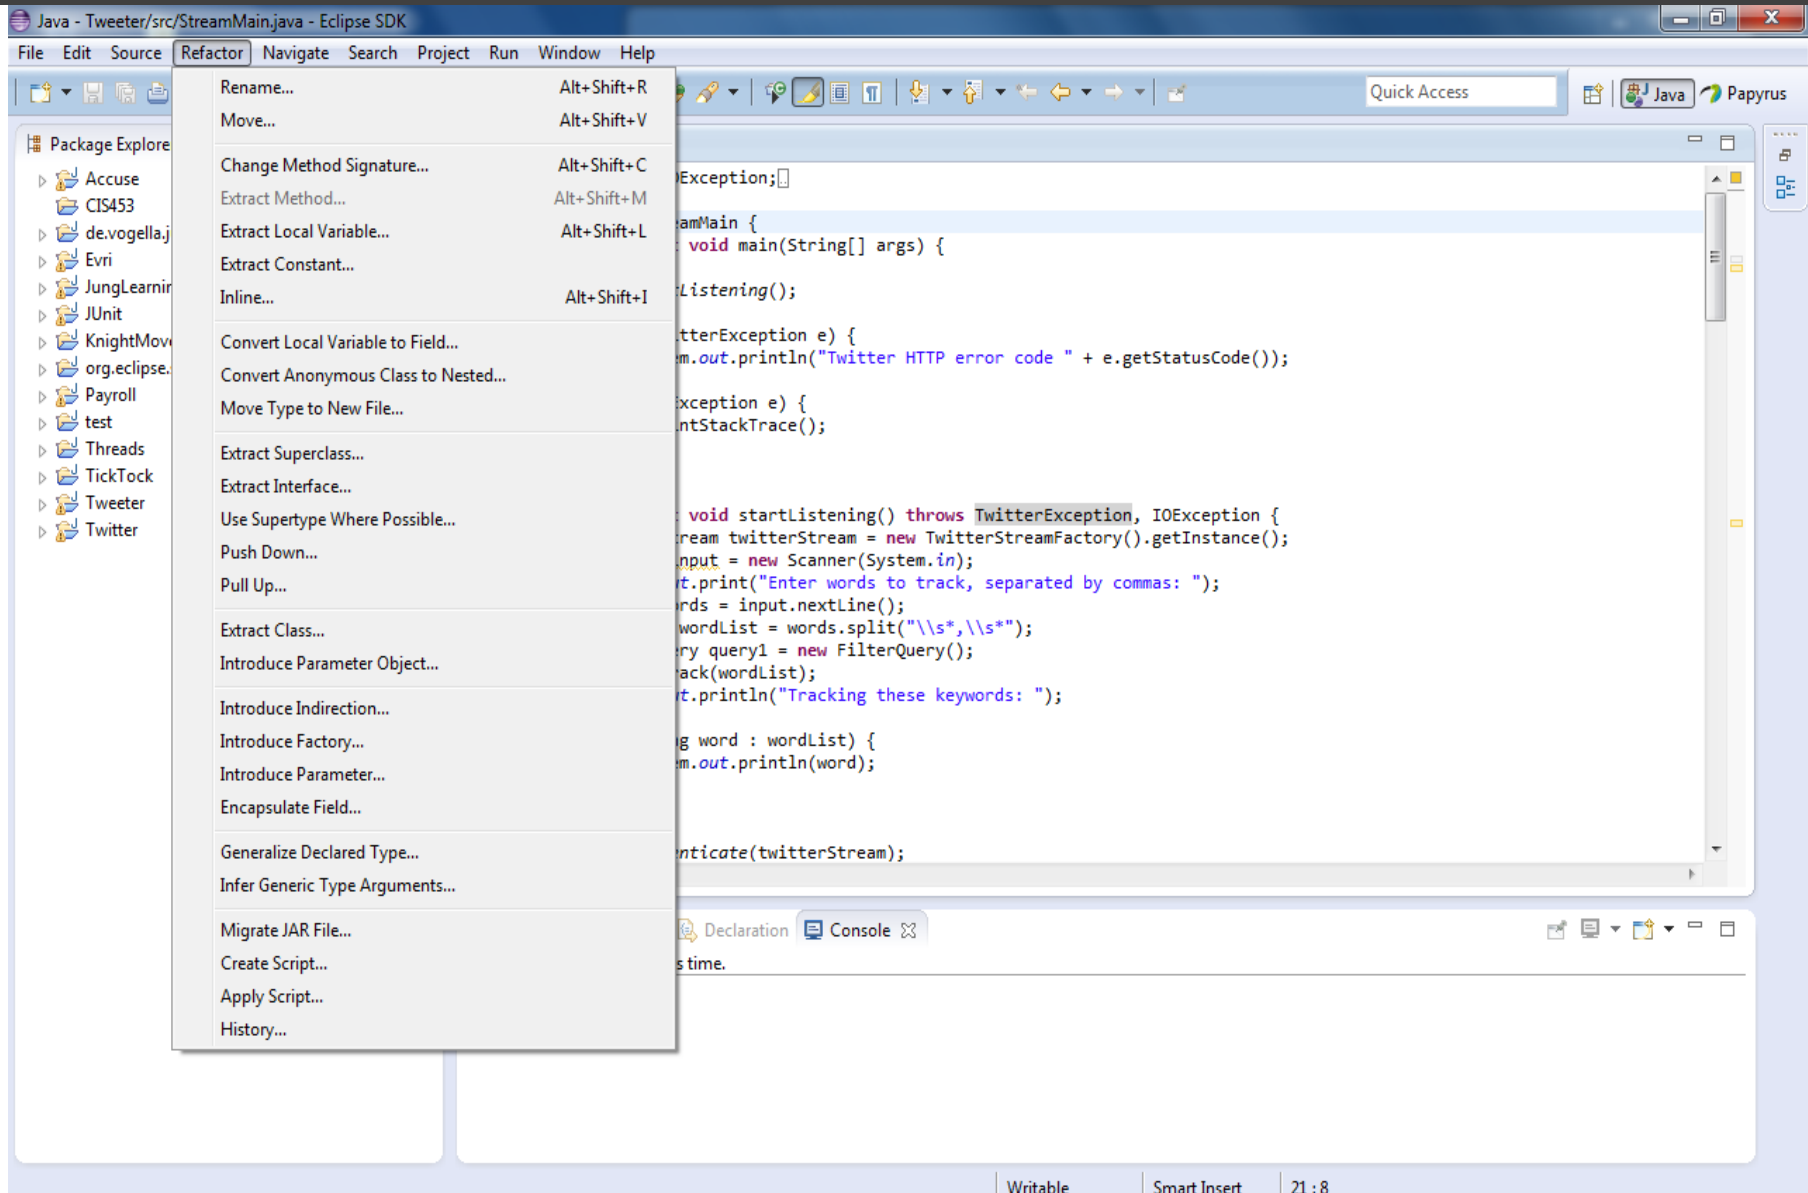 Java - Tweeter/src/StreamMain.java - Eclipse SDK
File Edit Source Refactor Navigate Search Project Run Window Help
Quick Access
Java
Papyrus
Package Explore
Accuse
CIS453
de.vogella.j
Evri
JungLearnin
JUnit
KnightMov
org.eclipse.
Payroll
test
Threads
TickTock
Tweeter
Twitter
Rename... Alt+Shift+R
Move... Alt+Shift+V
Change Method Signature... Alt+Shift+C
Extract Method... Alt+Shift+M
Extract Local Variable... Alt+Shift+L
Extract Constant...
Inline... Alt+Shift+I
Convert Local Variable to Field...
Convert Anonymous Class to Nested...
Move Type to New File...
Extract Superclass...
Extract Interface...
Use Supertype Where Possible...
Push Down...
Pull Up...
Extract Class...
Introduce Parameter Object...
Introduce Indirection...
Introduce Factory...
Introduce Parameter...
Encapsulate Field...
Generalize Declared Type...
Infer Generic Type Arguments...
Migrate JAR File...
Create Script...
Apply Script...
History...
Exception;
amMain {
void main(String[] args) {
Listening();
tterException e) {
m.out.println("Twitter HTTP error code " + e.getStatusCode());
xception e) {
ntStackTrace();
void startListening() throws TwitterException, IOException {
ream twitterStream = new TwitterStreamFactory().getInstance();
nput = new Scanner(System.in);
t.print("Enter words to track, separated by commas: ");
rds = input.nextLine();
wordList = words.split("\\s*,\\s*");
ry query1 = new FilterQuery();
ack(wordList);
t.println("Tracking these keywords: ");
g word : wordList) {
m.out.println(word);
nticate(twitterStream);
Declaration
Console
s time.
Writable
Smart Insert
21 : 8